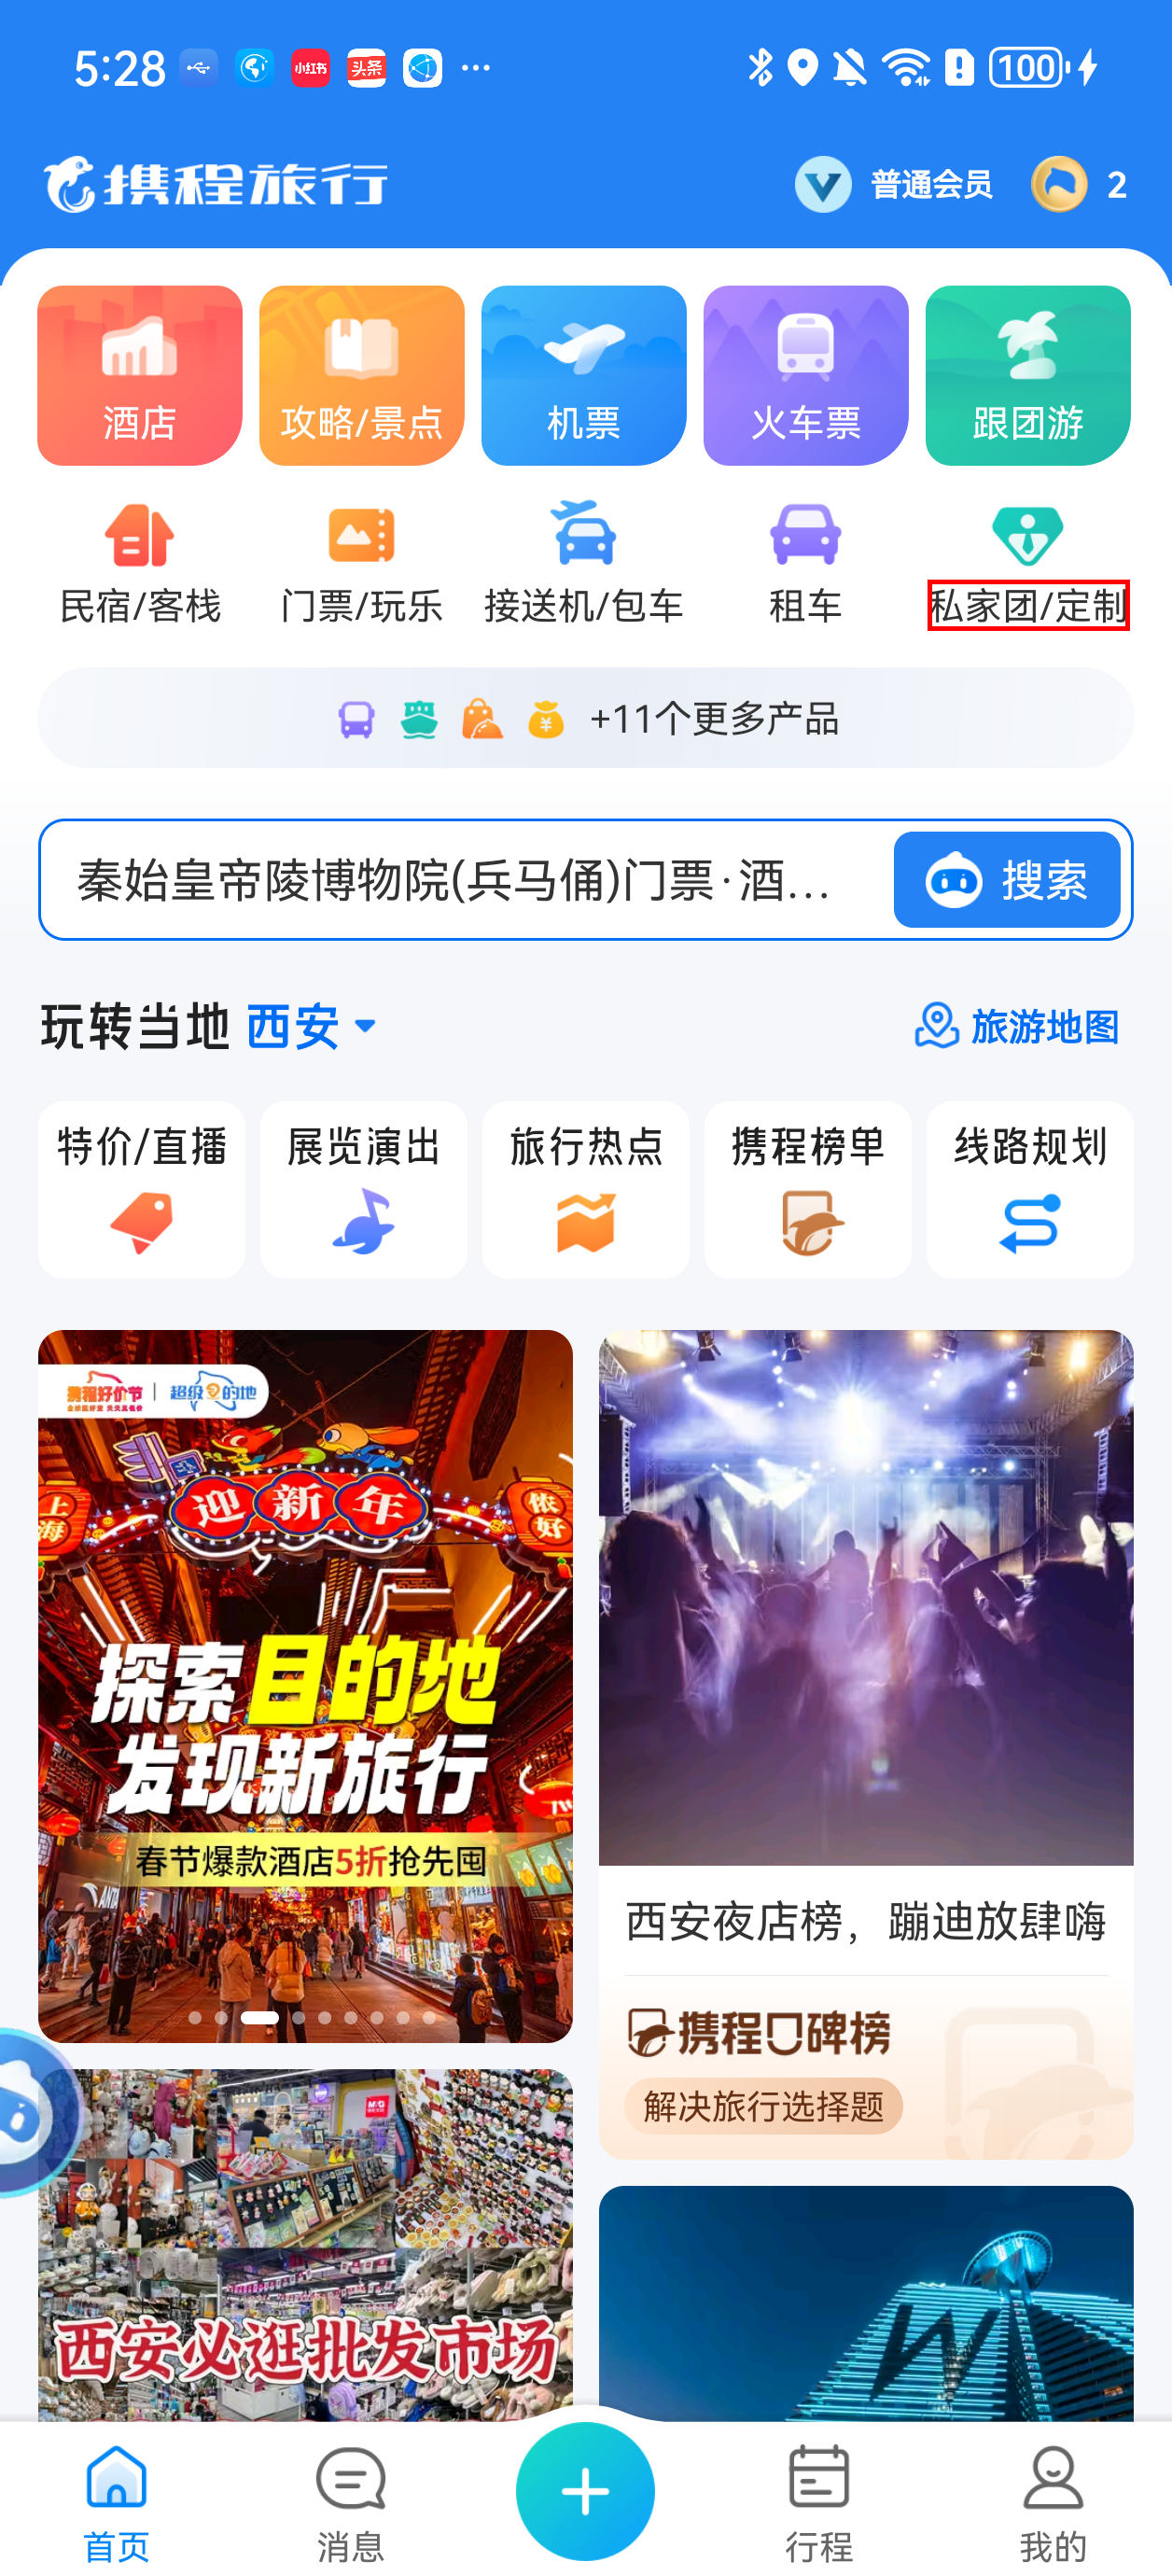 5:28 小红书 头条 ... 100
携程旅行 普通会员 2
酒店 攻略/景点 机票 火车票 跟团游
民宿/客栈 门票/玩乐 接送机/包车 租车 私家团/定制
+11个更多产品
秦始皇帝陵博物院(兵马俑)门票·酒... 搜索
玩转当地 西安 旅游地图
特价/直播 展览演出 旅行热点 携程榜单 线路规划
携程好价节 | 超级目的地
上海 迎新年 侬好
探索目的地
发现新旅行
春节爆款酒店5折抢先囤
西安夜店榜，蹦迪放肆嗨
携程口碑榜
解决旅行选择题
M&G
西安必逛批发市场
首页 消息 行程 我的